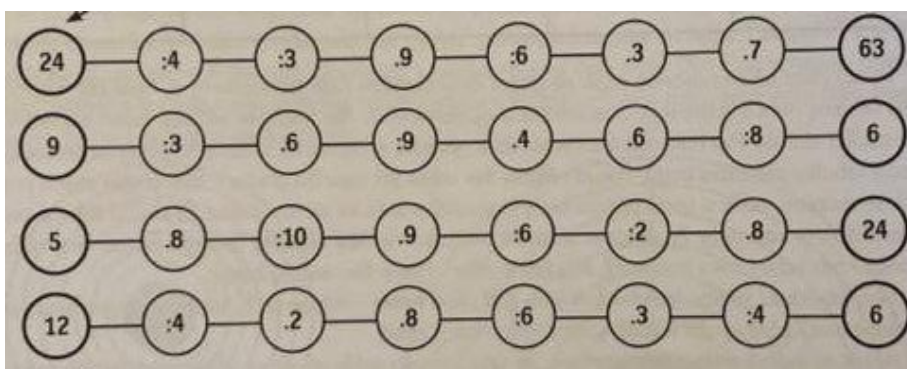 24 :4 :3 .9 :6 .3 .7 63
9 :3 .6 :9 .4 .6 :8 6
5 .8 :10 .9 :6 :2 .8 24
12 :4 .2 .8 :6 .3 :4 6